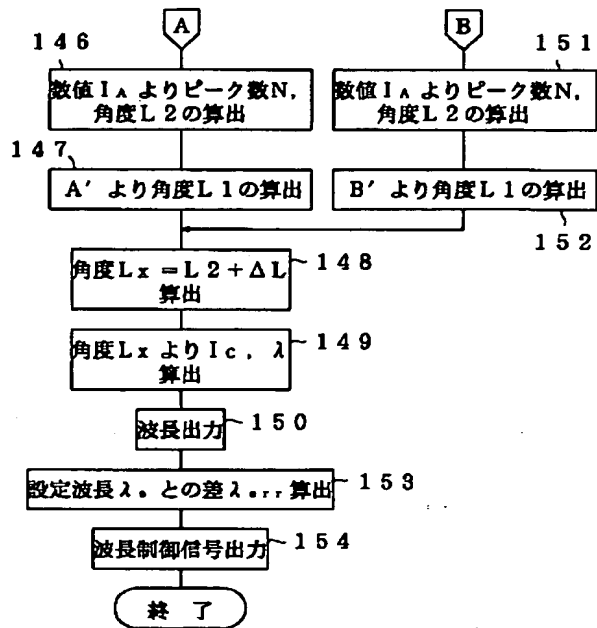 A
B
146
151
数値IAよりピーク数N,
角度L2の算出
数値IAよりピーク数N,
角度L2の算出
147
A′より角度L1の算出
B′より角度L1の算出
152
角度Lx=L2+ΔL
算出
148
角度LxよりIc, λ
算出
149
波長出力
150
設定波長λ。との差λ。rr算出
153
波長制御信号出力
154
終了